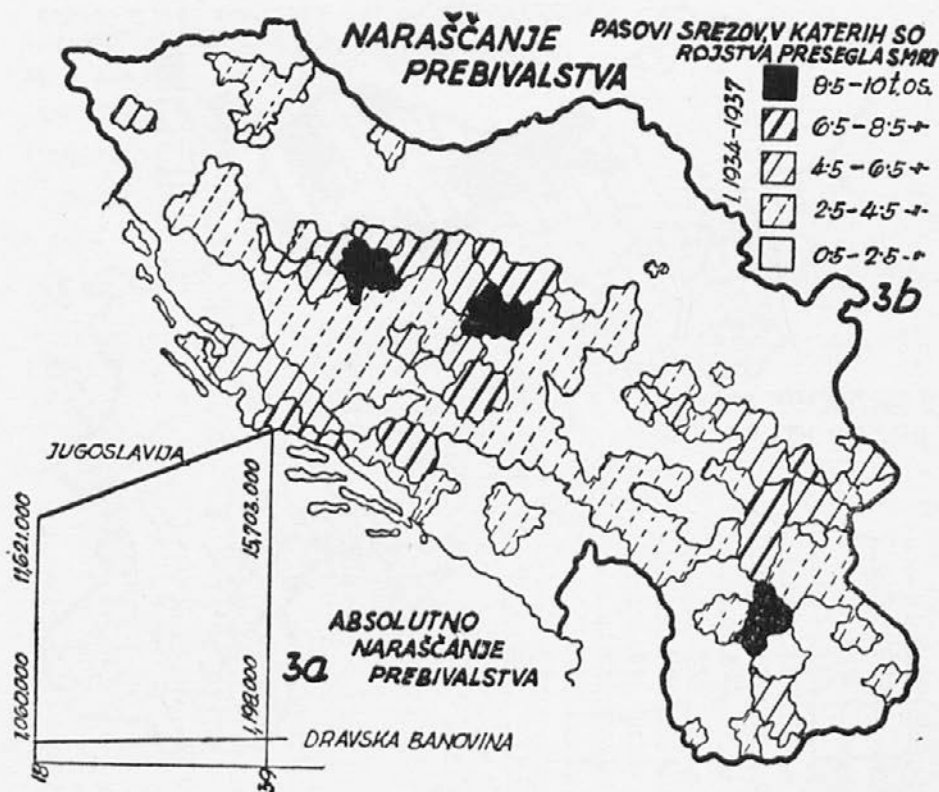 NARAŠČANJE
PREBIVALSTVA
PASOVI SREZOV, V KATERIH SO
ROJSTVA PRESEGLA SMRT
l. 1934-1937
8·5-10 t. os.
6·5-8·5 -»-
4·5-6·5 -»-
2·5-4·5 -»-
0·5-2·5 -»-
3b
JUGOSLAVIJA
11,621.000
15,703.000
ABSOLUTNO
NARAŠČANJE
PREBIVALSTVA
3a
1,060.000
1,198.000
DRAVSKA BANOVINA
18
39